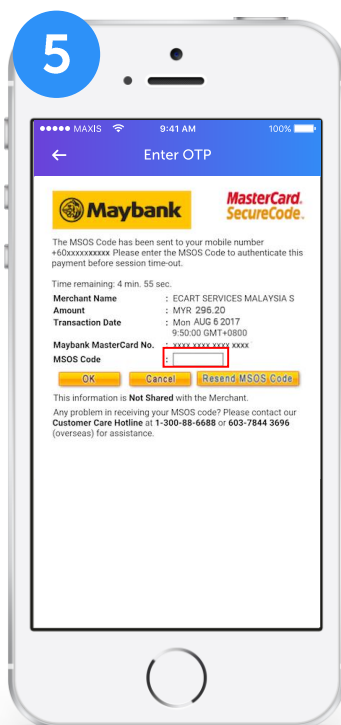 5
MAXIS 9:41 AM 100%
Enter OTP
Maybank
MasterCard.
SecureCode.
The MSOS Code has been sent to your mobile number
+60xxxxxxxxxx Please enter the MSOS Code to authenticate this
payment before session time-out.
Time remaining: 4 min. 55 sec.
Merchant Name : ECART SERVICES MALAYSIA S
Amount : MYR 296.20
Transaction Date : Mon AUG 6 2017
9:50:00 GMT+0800
Maybank MasterCard No. : xxxx xxxx xxxx xxxx
MSOS Code :
OK Cancel Resend MSOS Code
This information is Not Shared with the Merchant.
Any problem in receiving your MSOS code? Please contact our
Customer Care Hotline at 1-300-88-6688 or 603-7844 3696
(overseas) for assistance.